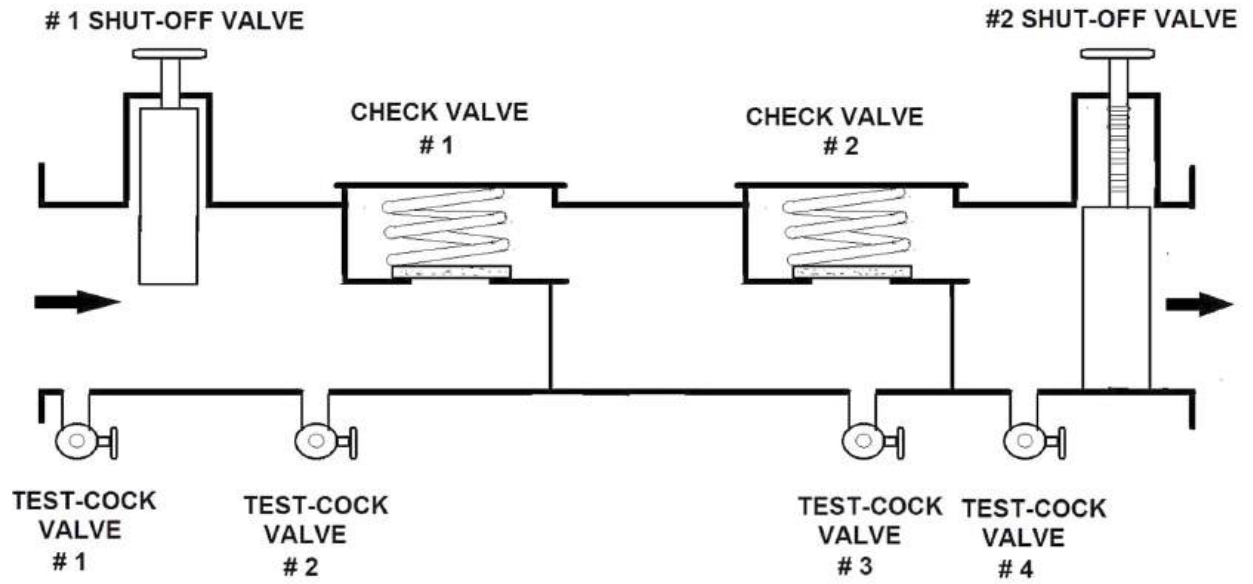 # 1 SHUT-OFF VALVE
#2 SHUT-OFF VALVE
CHECK VALVE
# 1
CHECK VALVE
# 2
TEST-COCK
VALVE
# 1
TEST-COCK
VALVE
# 2
TEST-COCK
VALVE
# 3
TEST-COCK
VALVE
# 4